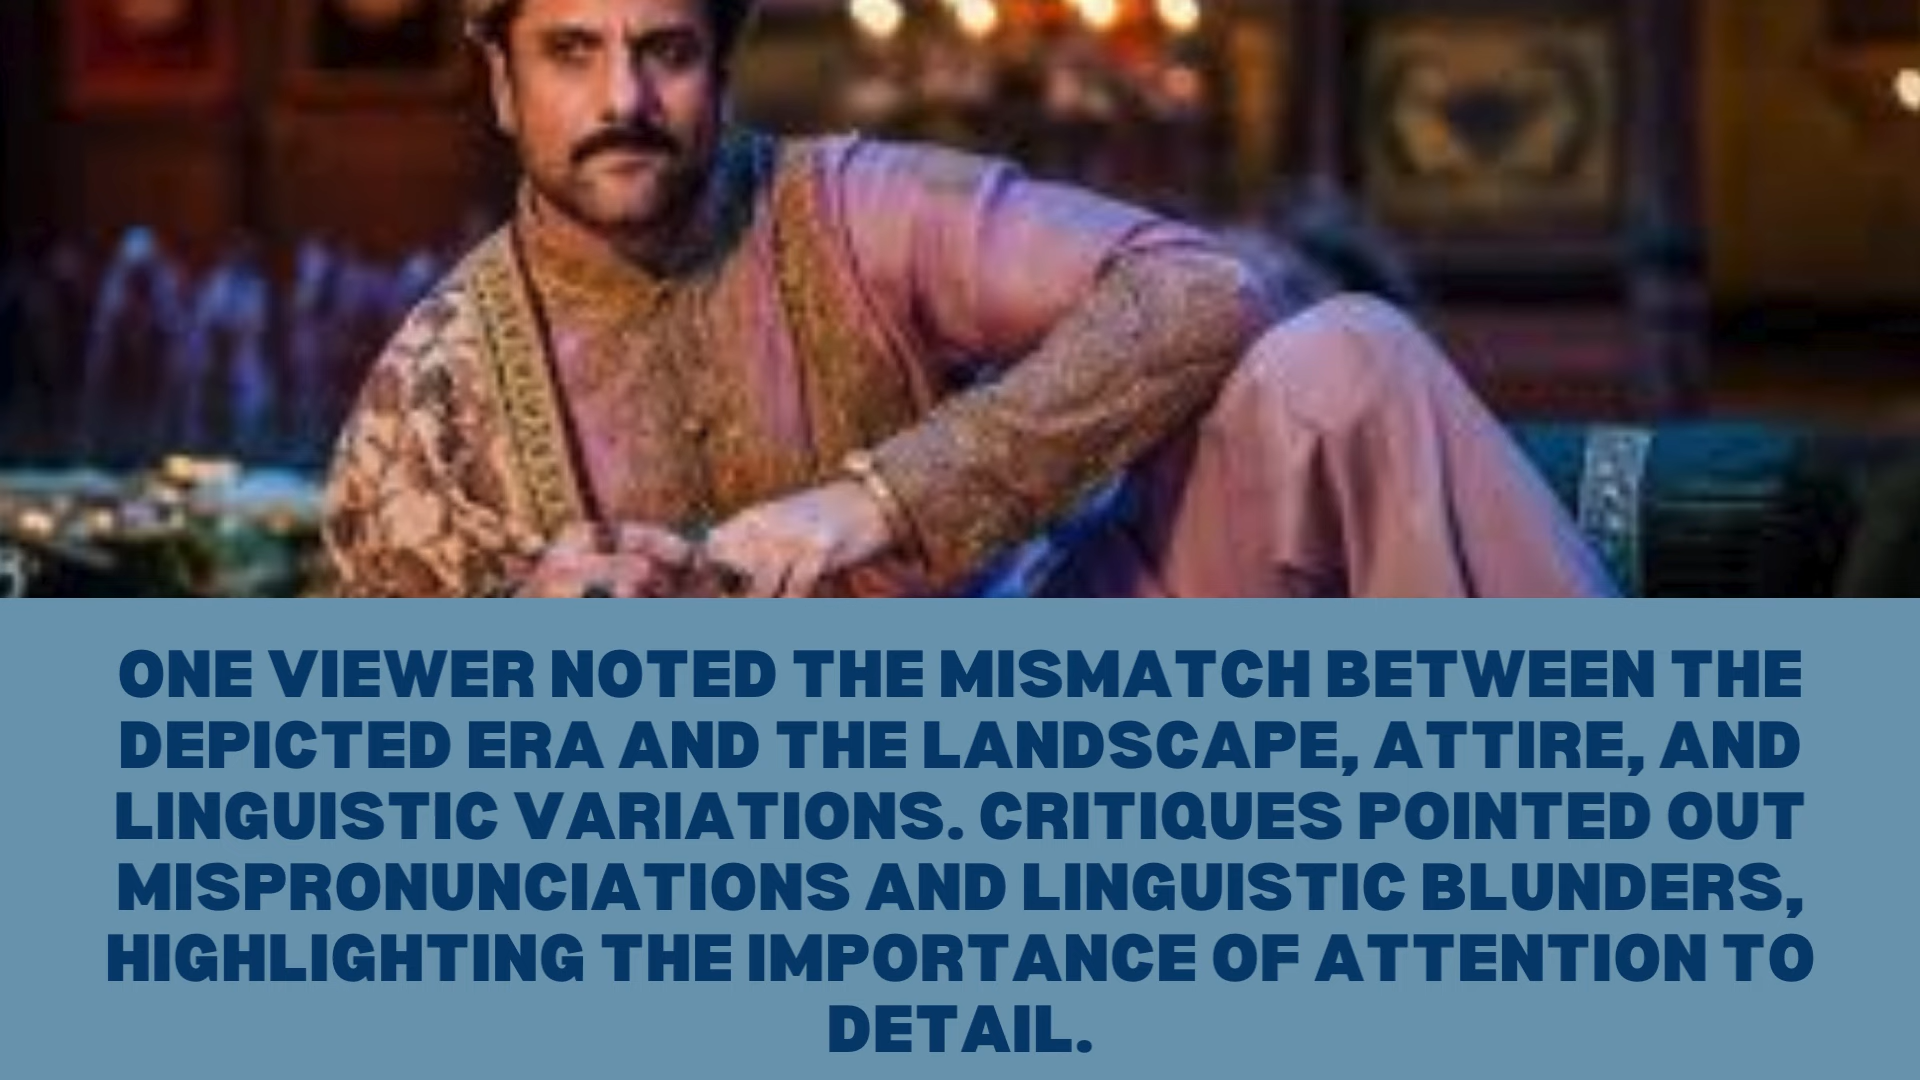 ONE VIEWER NOTED THE MISMATCH BETWEEN THE
DEPICTED ERA AND THE LANDSCAPE, ATTIRE, AND
LINGUISTIC VARIATIONS. CRITIQUES POINTED OUT
MISPRONUNCIATIONS AND LINGUISTIC BLUNDERS,
HIGHLIGHTING THE IMPORTANCE OF ATTENTION TO
DETAIL.